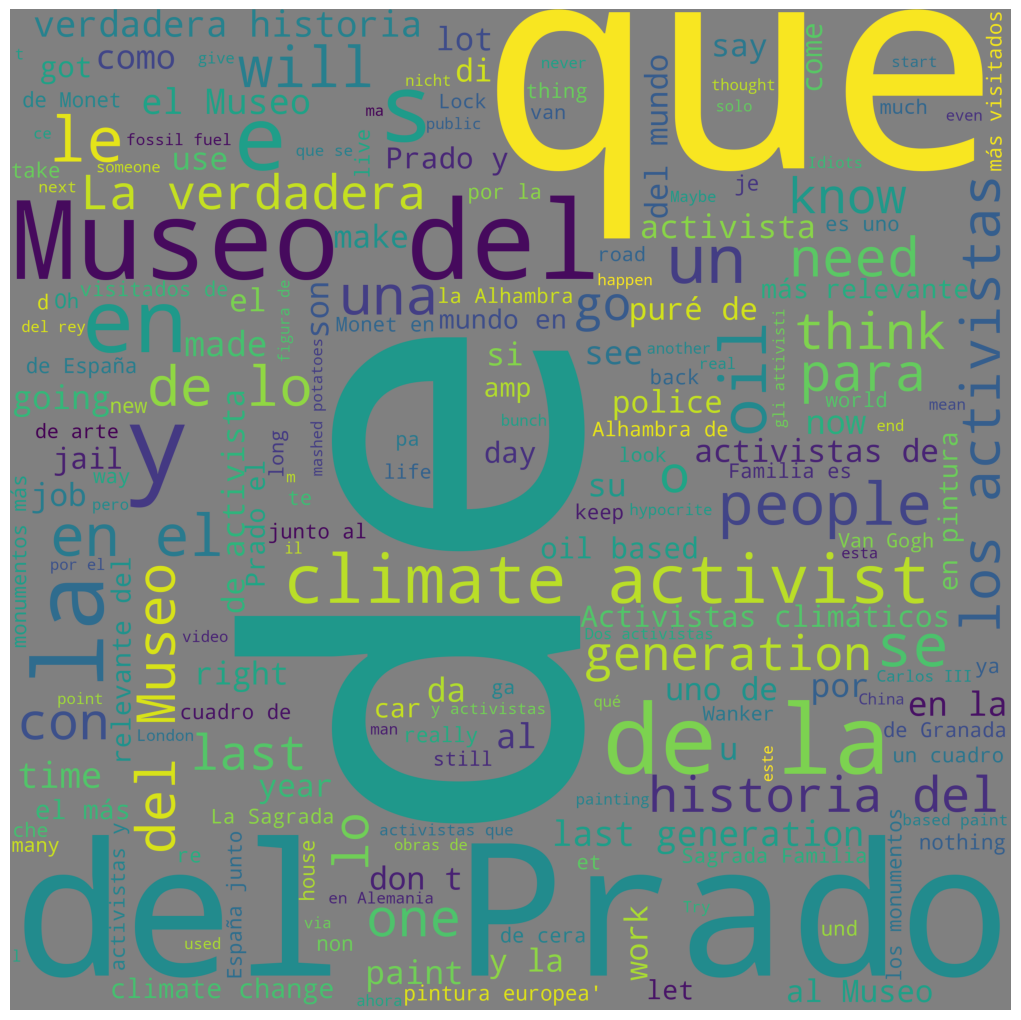 verdadera historia
que
t
got
como
give
will
lot
di
never
thing
say
thought
solo
come
start
much
even
más visitados
de Monet
el Museo
nicht
ma
s
Lock
public
van
del mundo
ce
le
fossil fuel
e
use
que se
live
Prado y
Idiots
take
someone
next
La verdadera
por la
Maybe
je
know
Museo del
make
activista
es uno
un
road
need
happen
los activistas
d
Oh
visitados de
el
figura de
una
son
la Alhambra
go
puré de
más relevante
del rey
en
made
Monet en
mundo en
oil
think
de España
de lo
mashed potatoes
si
see
another
real
gli attivisti
para
back
world
going
new
amp
police
now
mean
bunch
Alhambra de
end
de arte
y
de activista
Prado el
long
de
pa
day
look
activistas de
en pintura
jail
way
life
Familia es
job
pero
m
te
su
o
people
keep
hypocrite
monumentos más
en el
junto al
il
oil based
Van Gogh
esta
por el
la
relevante del
del Museo
climate activist
Activistas climáticos
video
Dos activistas
generation
se
right
point
con
cuadro de
London
da
ga
car
y activistas
qué
uno de
por
Carlos III
ya
China
en la
man
really
al
Wanker
de la
u
de Granada
last
still
este
un cuadro
time
year
el más
La Sagrada
painting
historia del
che
many
lo
activistas que
last generation
based paint
nothing
activistas y
re
España junto
house
obras de
et
Sagrada Familia
los monumentos
del Prado
don t
en Alemania
one
try
used
via
non
de cera
work
und
l
climate change
paint
y la
ahora
pintura europea'
let
al Museo